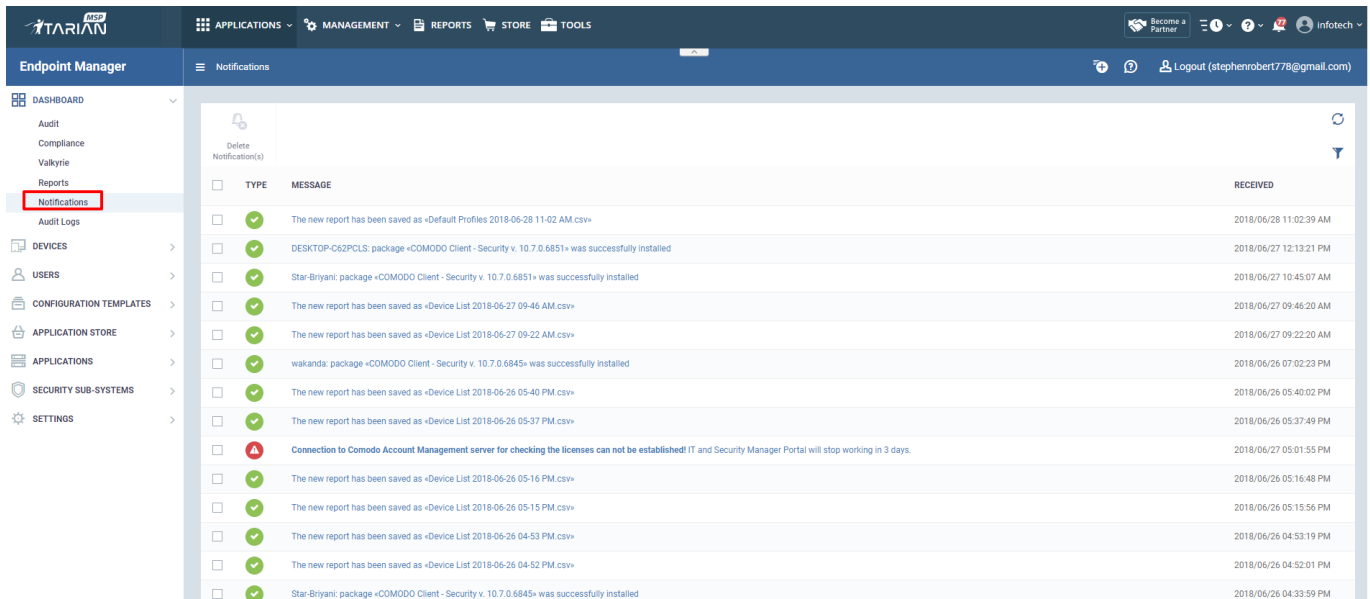 iTARIAN MSP
APPLICATIONS MANAGEMENT REPORTS STORE TOOLS
Become a
Partner
77
infotech
Endpoint Manager
Notifications
Logout (stephenrobert778@gmail.com)
DASHBOARD
Audit
Compliance
Valkyrie
Reports
Notifications
Audit Logs
DEVICES
USERS
CONFIGURATION TEMPLATES
APPLICATION STORE
APPLICATIONS
SECURITY SUB-SYSTEMS
SETTINGS
Delete
Notification(s)
TYPE MESSAGE RECEIVED
The new report has been saved as «Default Profiles 2018-06-28 11-02 AM.csv» 2018/06/28 11:02:39 AM
DESKTOP-C62PCLS: package «COMODO Client - Security v. 10.7.0.6851» was successfully installed 2018/06/27 12:13:21 PM
Star-Briyani: package «COMODO Client - Security v. 10.7.0.6851» was successfully installed 2018/06/27 10:45:07 AM
The new report has been saved as «Device List 2018-06-27 09-46 AM.csv» 2018/06/27 09:46:20 AM
The new report has been saved as «Device List 2018-06-27 09-22 AM.csv» 2018/06/27 09:22:20 AM
wakanda: package «COMODO Client - Security v. 10.7.0.6845» was successfully installed 2018/06/26 07:02:23 PM
The new report has been saved as «Device List 2018-06-26 05-40 PM.csv» 2018/06/26 05:40:02 PM
The new report has been saved as «Device List 2018-06-26 05-37 PM.csv» 2018/06/26 05:37:49 PM
Connection to Comodo Account Management server for checking the licenses can not be established! IT and Security Manager Portal will stop working in 3 days. 2018/06/27 05:01:55 PM
The new report has been saved as «Device List 2018-06-26 05-16 PM.csv» 2018/06/26 05:16:48 PM
The new report has been saved as «Device List 2018-06-26 05-15 PM.csv» 2018/06/26 05:15:56 PM
The new report has been saved as «Device List 2018-06-26 04-53 PM.csv» 2018/06/26 04:53:19 PM
The new report has been saved as «Device List 2018-06-26 04-52 PM.csv» 2018/06/26 04:52:01 PM
Star-Briyani: package «COMODO Client - Security v. 10.7.0.6845» was successfully installed 2018/06/26 04:33:59 PM